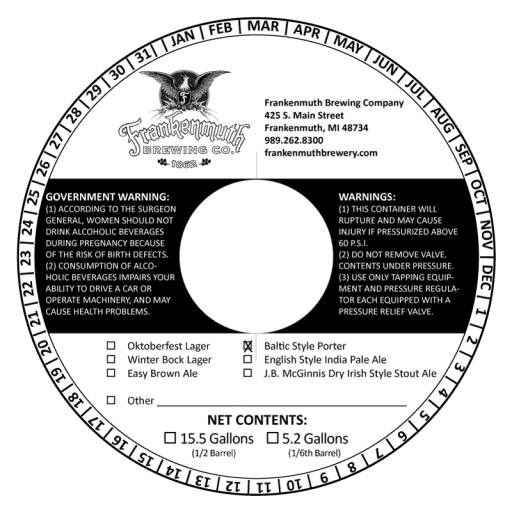 JAN | FEB | MAR | APR | MAY | JUN | JUL | AUG | SEP | OCT | NOV | DEC | 1 | 2 | 3 | 4 | 5 | 6 | 7 | 8 | 9 | 10 | 11 | 12 | 13 | 14 | 15 | 16 | 17 | 18 | 19 | 20 | 21 | 22 | 23 | 24 | 25 | 26 | 27 | 28 | 29 | 30 | 31
F
Frankenmuth
BREWING CO.
1862
Frankenmuth Brewing Company
425 S. Main Street
Frankenmuth, MI 48734
989.262.8300
frankenmuthbrewery.com
GOVERNMENT WARNING:
(1) ACCORDING TO THE SURGEON
GENERAL, WOMEN SHOULD NOT
DRINK ALCOHOLIC BEVERAGES
DURING PREGNANCY BECAUSE
OF THE RISK OF BIRTH DEFECTS.
(2) CONSUMPTION OF ALCO-
HOLIC BEVERAGES IMPAIRS YOUR
ABILITY TO DRIVE A CAR OR
OPERATE MACHINERY, AND MAY
CAUSE HEALTH PROBLEMS.
WARNINGS:
(1) THIS CONTAINER WILL
RUPTURE AND MAY CAUSE
INJURY IF PRESSURIZED ABOVE
60 P.S.I.
(2) DO NOT REMOVE VALVE.
CONTENTS UNDER PRESSURE.
(3) USE ONLY TAPPING EQUIP-
MENT AND PRESSURE REGULA-
TOR EACH EQUIPPED WITH A
PRESSURE RELIEF VALVE.
☐ Oktoberfest Lager
☐ Winter Bock Lager
☐ Easy Brown Ale
☒ Baltic Style Porter
☐ English Style India Pale Ale
☐ J.B. McGinnis Dry Irish Style Stout Ale
☐ Other
NET CONTENTS:
☐ 15.5 Gallons ☐ 5.2 Gallons
(1/2 Barrel) (1/6th Barrel)